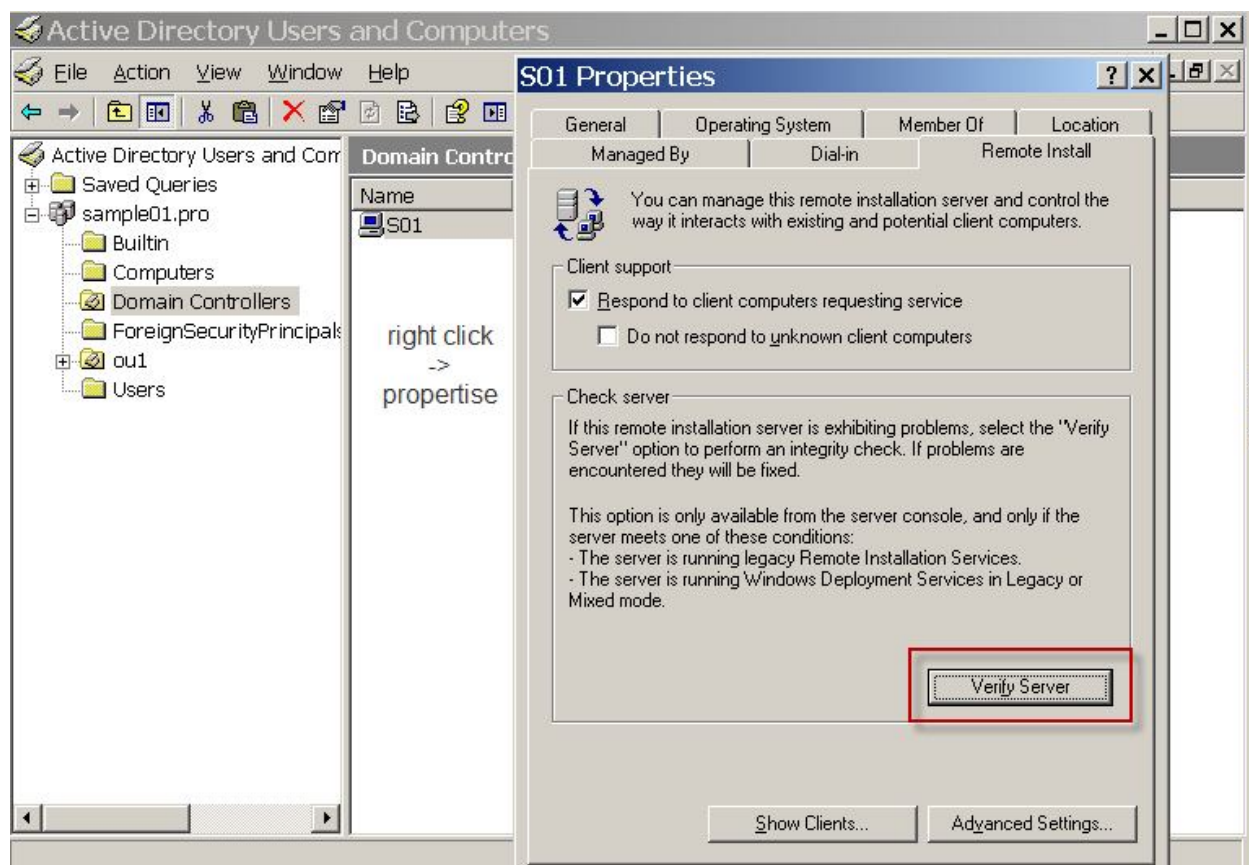 Active Directory Users and Computers
File Action View Window Help
Active Directory Users and Com
Saved Queries
sample01.pro
Builtin
Computers
Domain Controllers
ForeignSecurityPrincipals
ou1
Users
Domain Contro
Name
S01
right click
->
propertise
S01 Properties
General Operating System Member Of Location
Managed By Dial-in Remote Install
You can manage this remote installation server and control the
way it interacts with existing and potential client computers.
Client support
Respond to client computers requesting service
Do not respond to unknown client computers
Check server
If this remote installation server is exhibiting problems, select the "Verify
Server" option to perform an integrity check. If problems are
encountered they will be fixed.
This option is only available from the server console, and only if the
server meets one of these conditions:
- The server is running legacy Remote Installation Services.
- The server is running Windows Deployment Services in Legacy or
Mixed mode.
Verify Server
Show Clients... Advanced Settings...